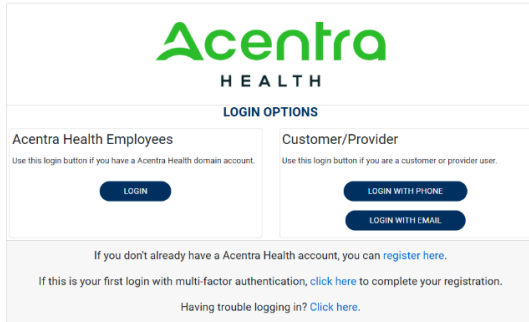 Acentra
HEALTH
LOGIN OPTIONS
Acentra Health Employees
Use this login button if you have a Acentra Health domain account.
LOGIN
Customer/Provider
Use this login button if you are a customer or provider user.
LOGIN WITH PHONE
LOGIN WITH EMAIL
If you don't already have a Acentra Health account, you can register here.
If this is your first login with multi-factor authentication, click here to complete your registration.
Having trouble logging in? Click here.